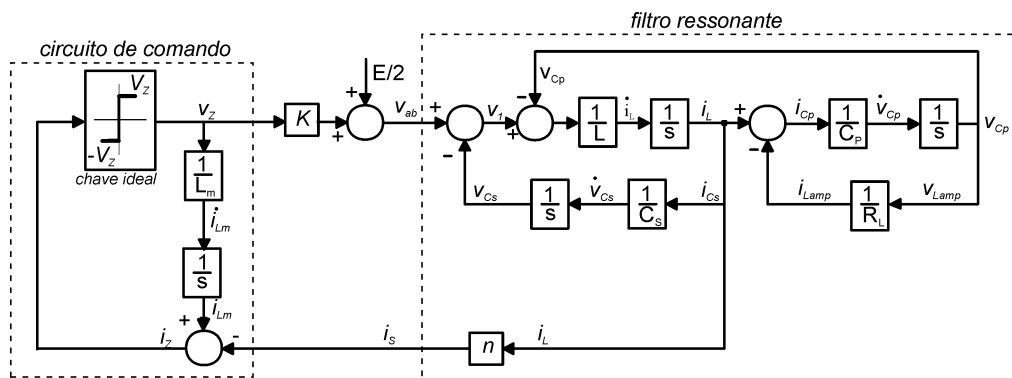 filtro ressonante
circuito de comando
V_Z
-V_Z
chave ideal
v_Z
K
E/2
+
+
v_ab
+
-
v_1
-
+
v_Cp
1/L
i̇_L
1/s
i_L
+
-
i_Cp
1/C_P
v̇_Cp
1/s
v_Cp
v_Cs
1/s
v̇_Cs
1/C_S
i_Cs
i_Lamp
1/R_L
v_Lamp
1/L_m
i̇_Lm
1/s
i_Lm
+
-
i_Z
i_S
n
i_L